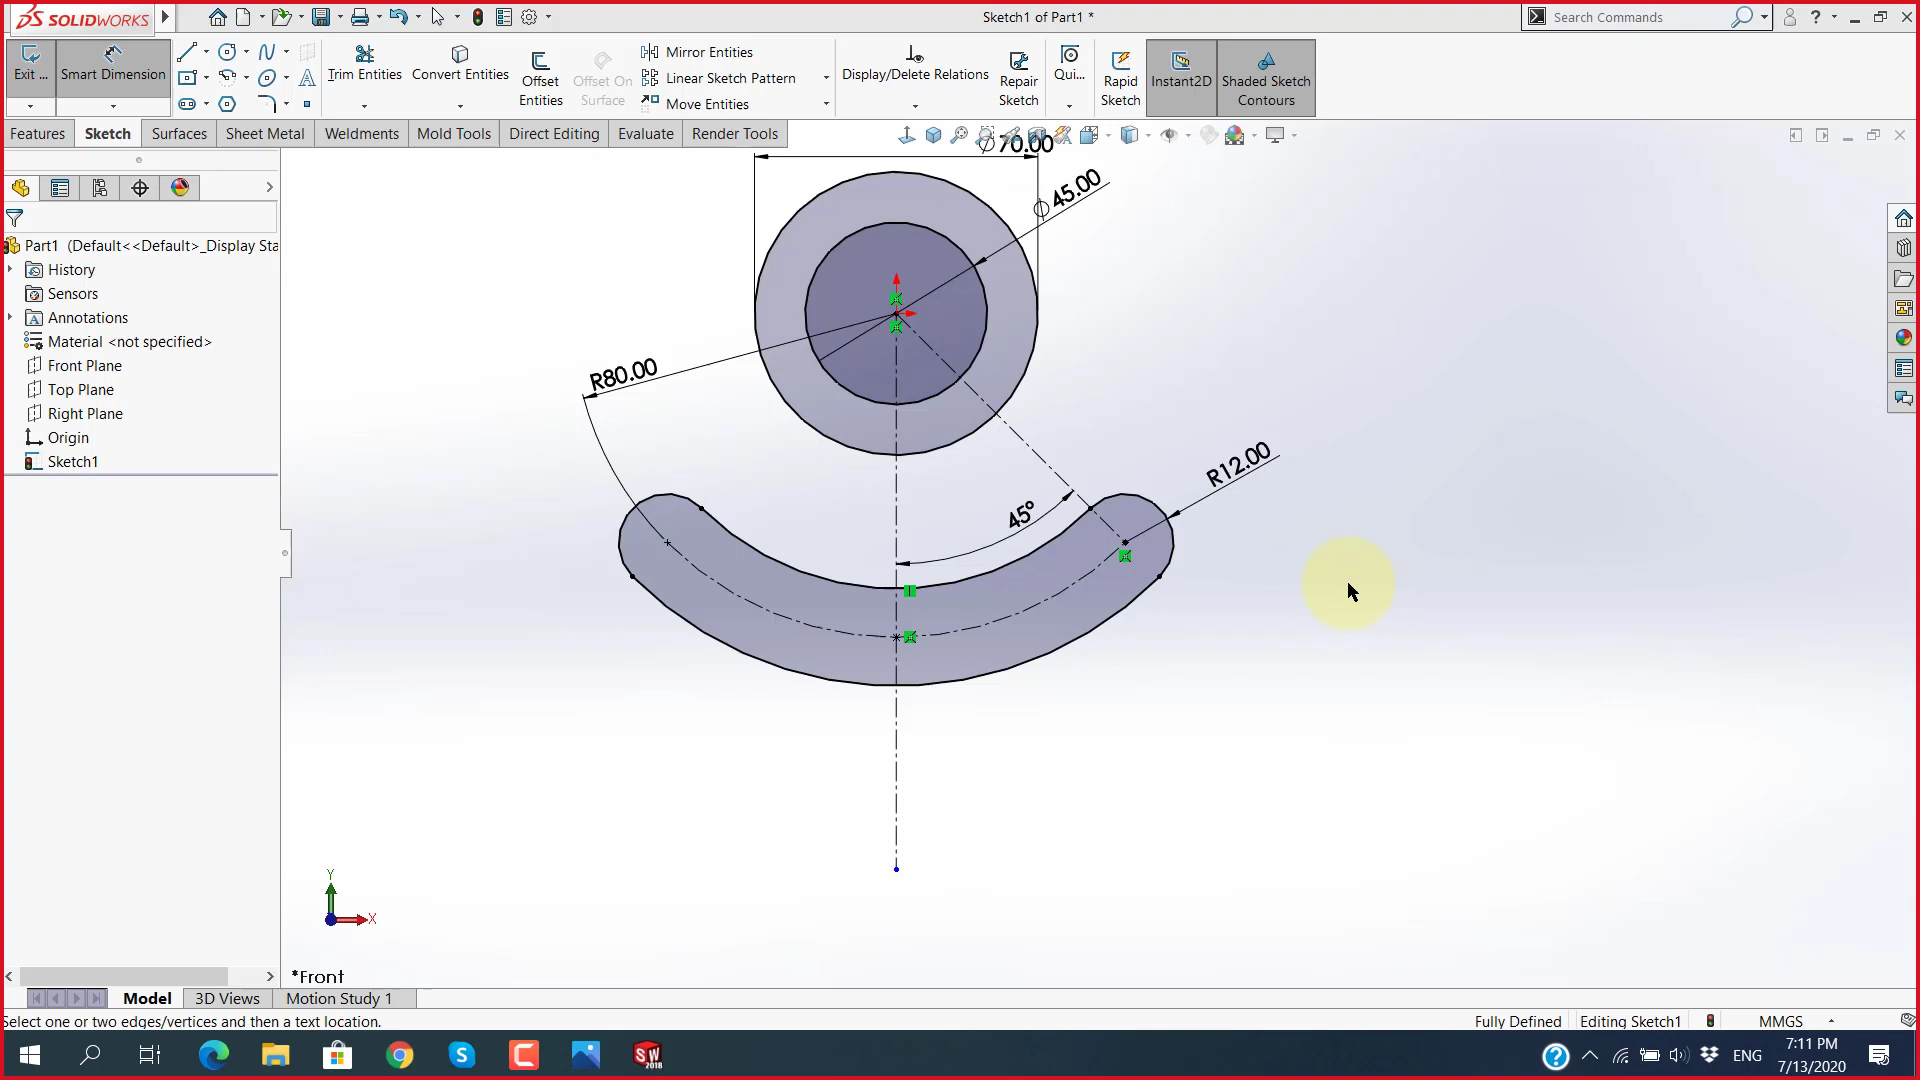 SOLIDWORKS
Sketch1 of Part1 *
Search Commands
Exit ...
Smart Dimension
Trim Entities
Convert Entities
Offset Entities
Offset On Surface
Mirror Entities
Linear Sketch Pattern
Move Entities
Display/Delete Relations
Repair Sketch
Qui...
Rapid Sketch
Instant2D
Shaded Sketch Contours
Features
Sketch
Surfaces
Sheet Metal
Weldments
Mold Tools
Direct Editing
Evaluate
Render Tools
Part1 (Default<<Default>_Display Sta
History
Sensors
Annotations
Material <not specified>
Front Plane
Top Plane
Right Plane
Origin
Sketch1
∅70.00
∅45.00
R80.00
R12.00
45°
Y
X
*Front
Model
3D Views
Motion Study 1
Select one or two edges/vertices and then a text location.
Fully Defined
Editing Sketch1
MMGS
SW
2018
ENG
7:11 PM
7/13/2020